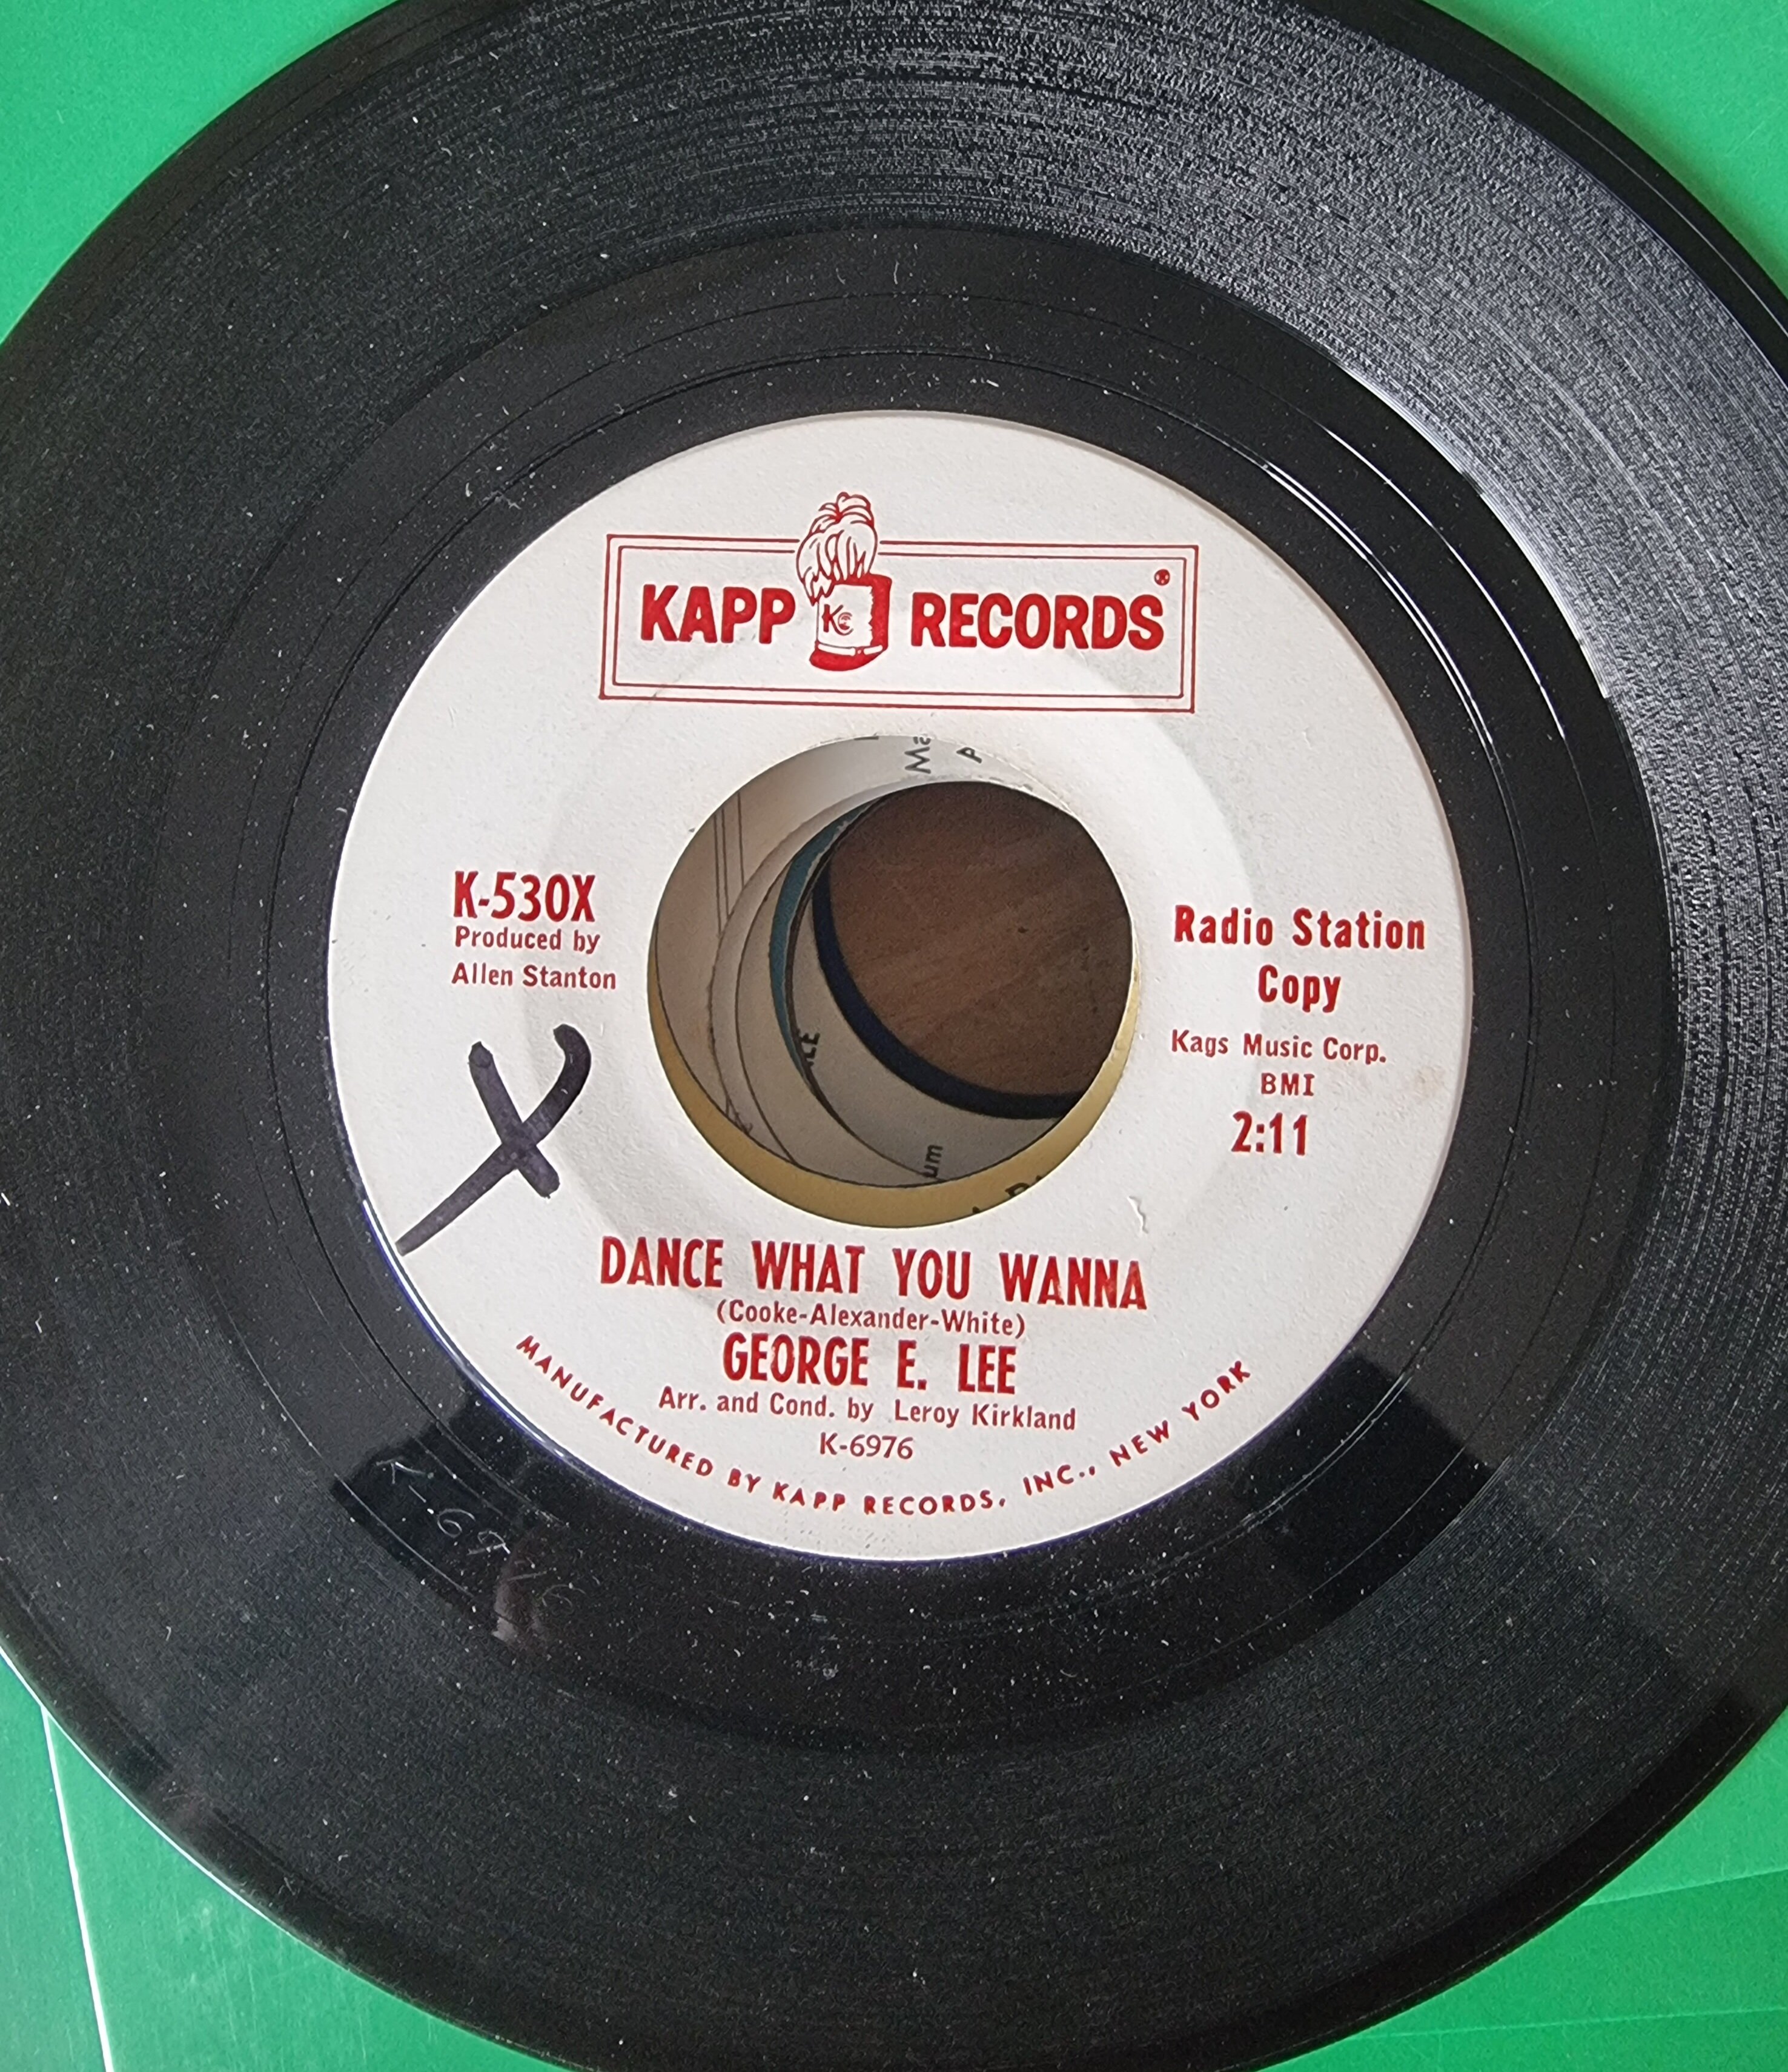 KAPP KC RECORDS
K-530X
Produced by
Allen Stanton
X
Radio Station
Copy
Kags Music Corp.
BMI
2:11
DANCE WHAT YOU WANNA
(Cooke-Alexander-White)
GEORGE E. LEE
Arr. and Cond. by Leroy Kirkland
K-6976
MANUFACTURED BY KAPP RECORDS, INC., NEW YORK
K-6976